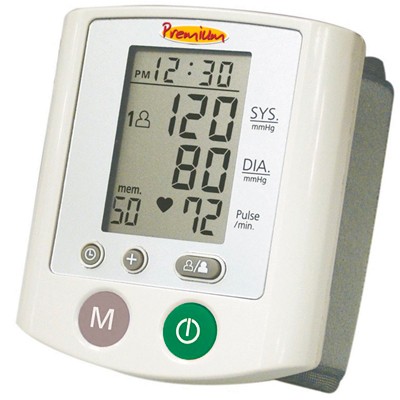 Premium
PM 12:30
1 120 SYS. mmHg
80 DIA. mmHg
mem. 50 ♥ 72 Pulse /min.
+ /
M